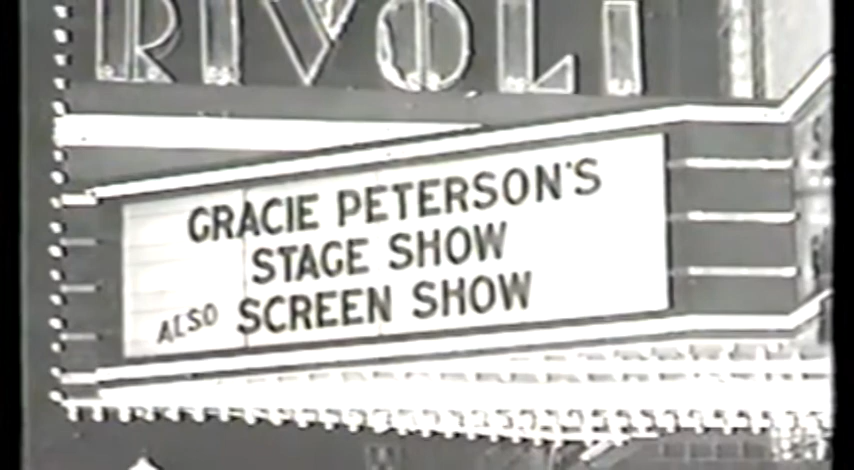 RIVOLI
GRACIE PETERSON'S
STAGE SHOW
ALSO SCREEN SHOW